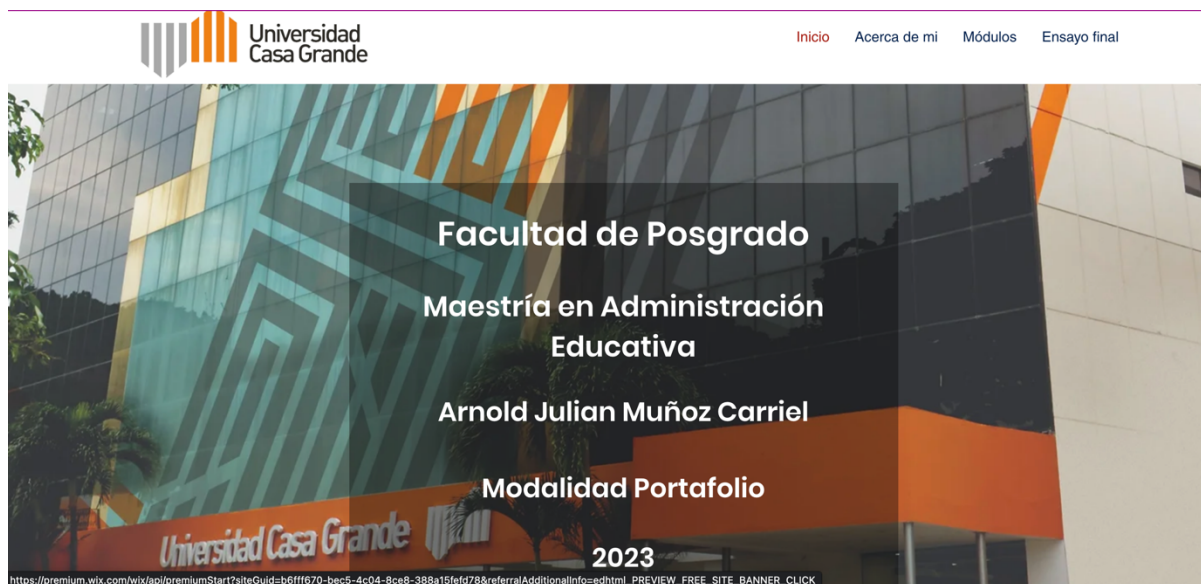 Universidad
Casa Grande
Inicio Acerca de mi Módulos Ensayo final
Facultad de Posgrado
Maestría en Administración
Educativa
Arnold Julian Muñoz Carriel
Modalidad Portafolio
Universidad Casa Grande
2023
https://premium.wix.com/wix/api/premiumStart?siteGuid=b6fff670-bec5-4c04-8ce8-388a15fefd78&referralAdditionalInfo=edhtml_PREVIEW_FREE_SITE_BANNER_CLICK